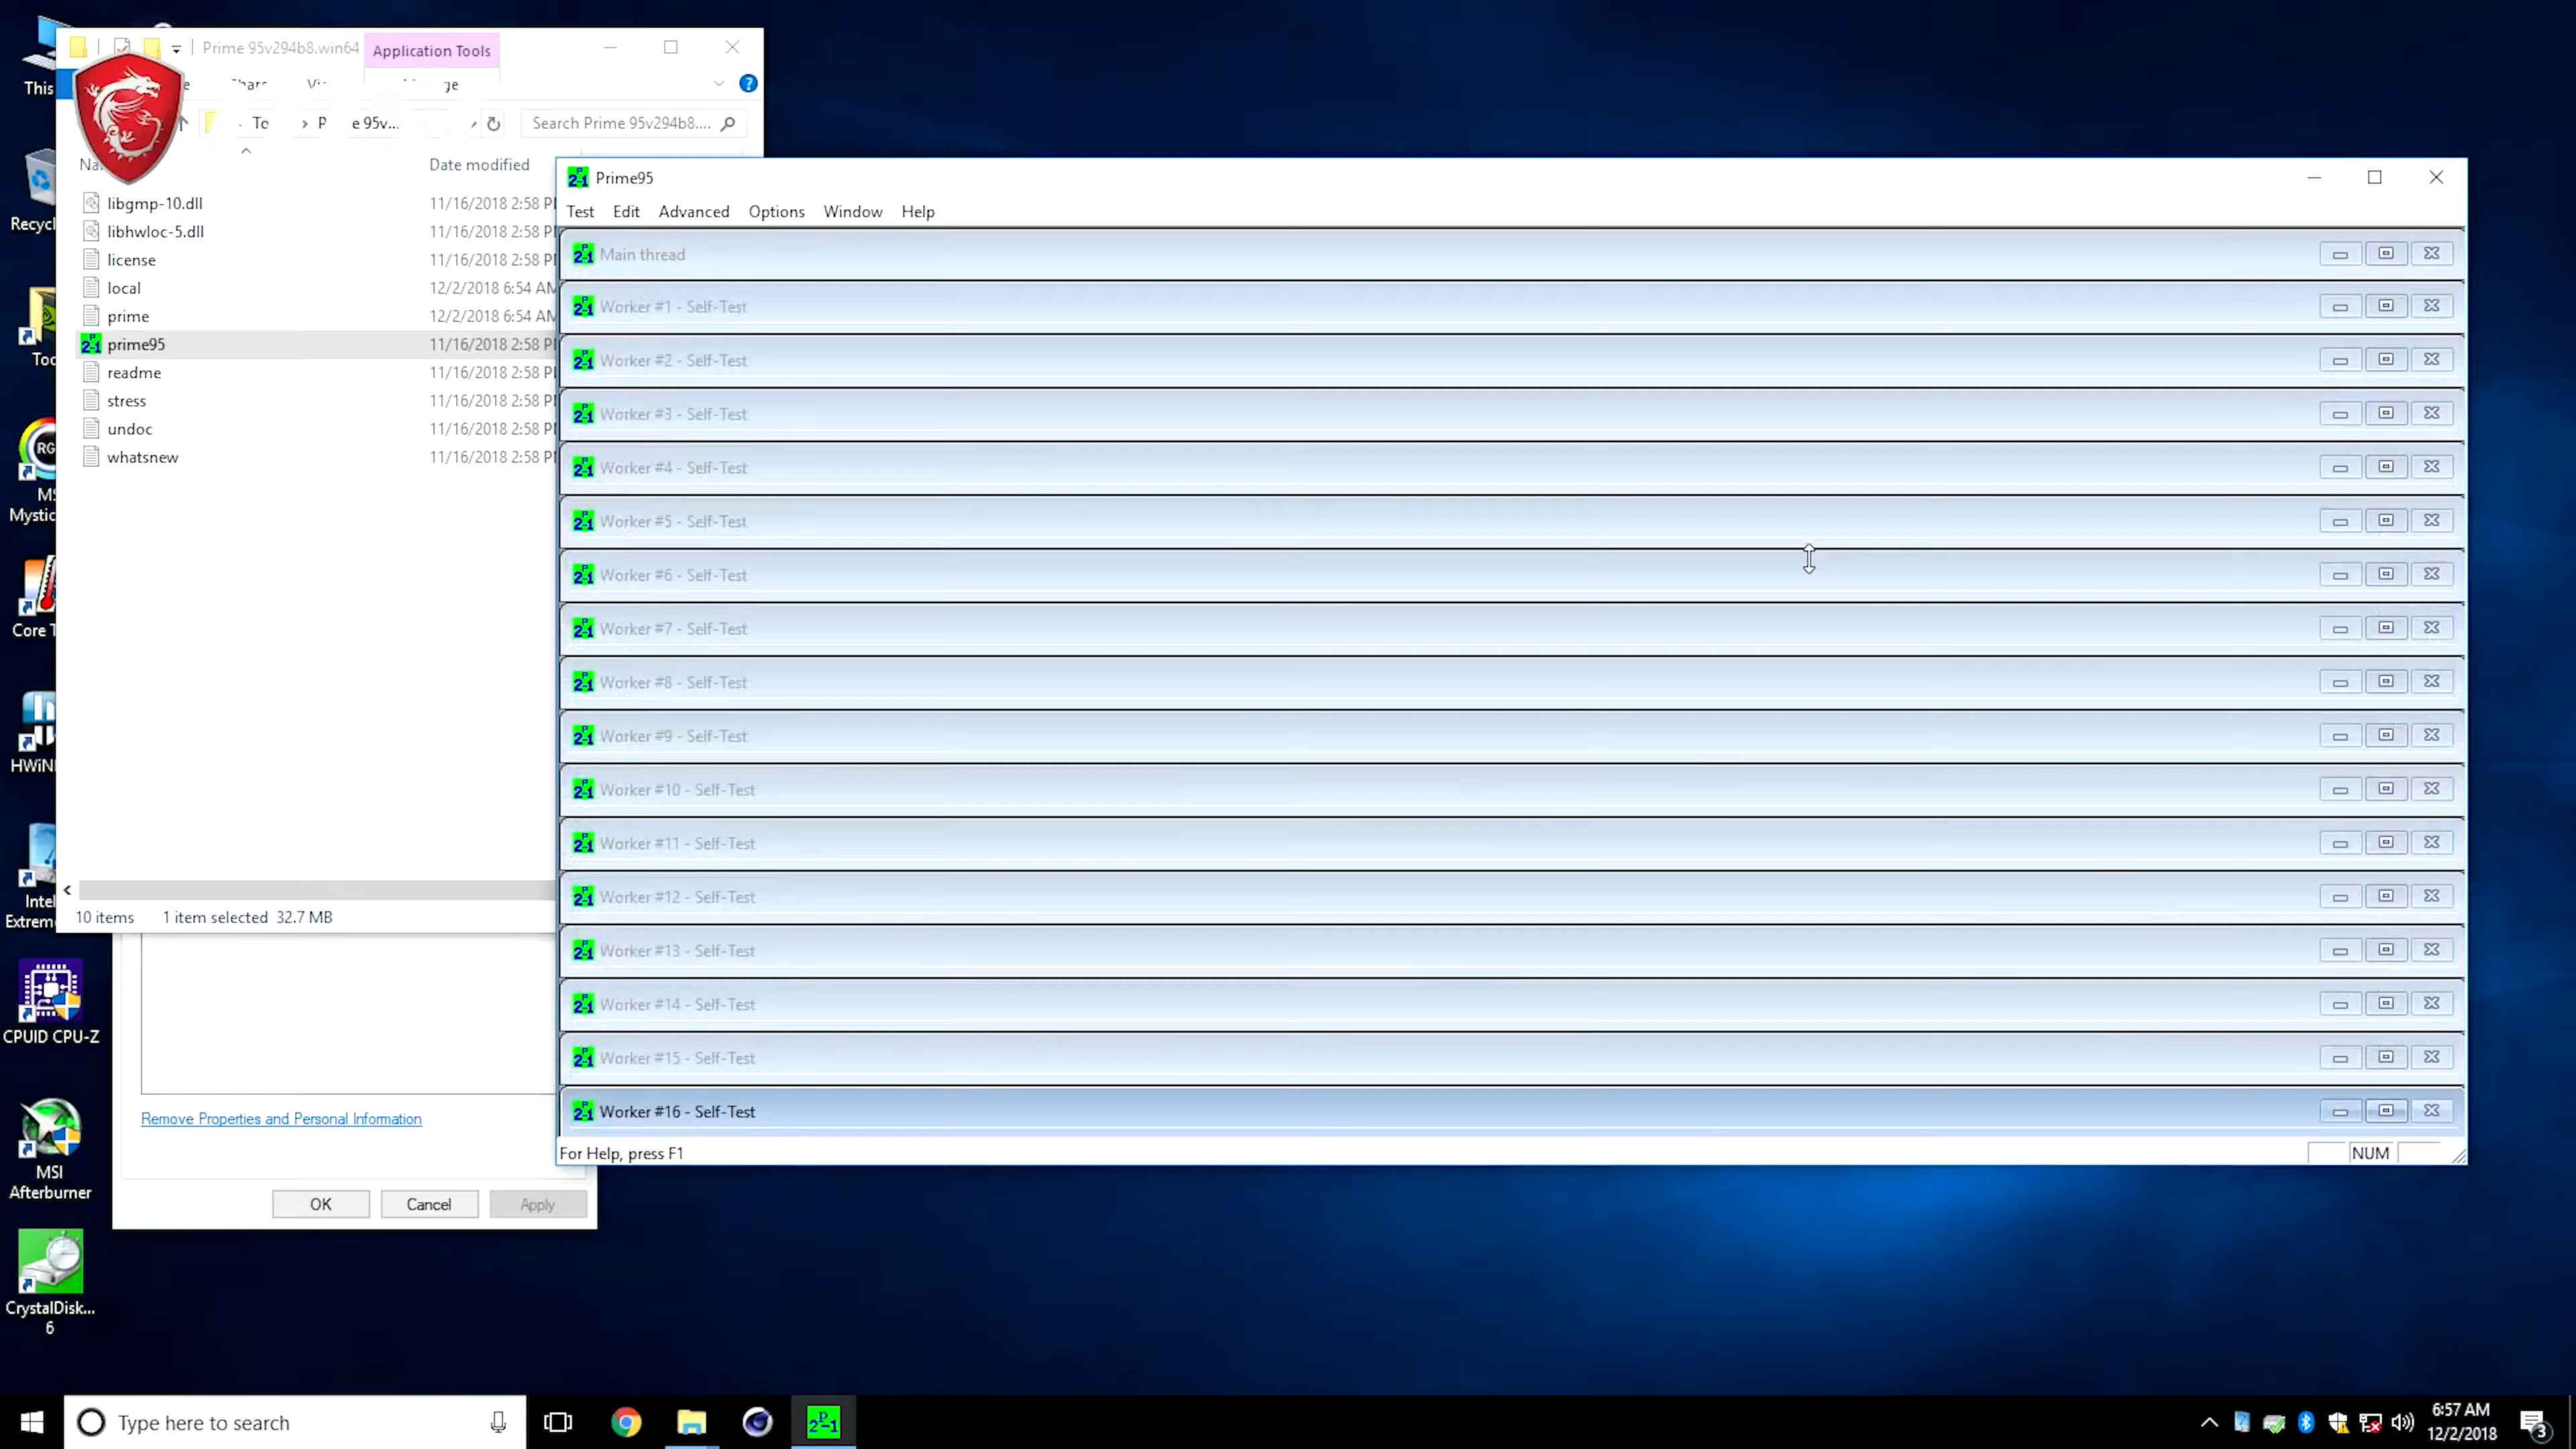 This
Recycl
Too
MS
Mystic
Core T
HWiNF
Intel
Extrem
CPUID CPU-Z
MSI
Afterburner
CrystalDisk...
6
Prime 95v294b8.win64
Application Tools
Search Prime 95v294b8....
Date modified
libgmp-10.dll 11/16/2018 2:58 P
libhwloc-5.dll 11/16/2018 2:58 P
license 11/16/2018 2:58 P
local 12/2/2018 6:54 AM
prime 12/2/2018 6:54 AM
prime95 11/16/2018 2:58 P
readme 11/16/2018 2:58 P
stress 11/16/2018 2:58 P
undoc 11/16/2018 2:58 P
whatsnew 11/16/2018 2:58 P
10 items 1 item selected 32.7 MB
Remove Properties and Personal Information
OK Cancel Apply
Prime95
Test Edit Advanced Options Window Help
Main thread
Worker #1 - Self-Test
Worker #2 - Self-Test
Worker #3 - Self-Test
Worker #4 - Self-Test
Worker #5 - Self-Test
Worker #6 - Self-Test
Worker #7 - Self-Test
Worker #8 - Self-Test
Worker #9 - Self-Test
Worker #10 - Self-Test
Worker #11 - Self-Test
Worker #12 - Self-Test
Worker #13 - Self-Test
Worker #14 - Self-Test
Worker #15 - Self-Test
Worker #16 - Self-Test
For Help, press F1
NUM
Type here to search
6:57 AM
12/2/2018
3